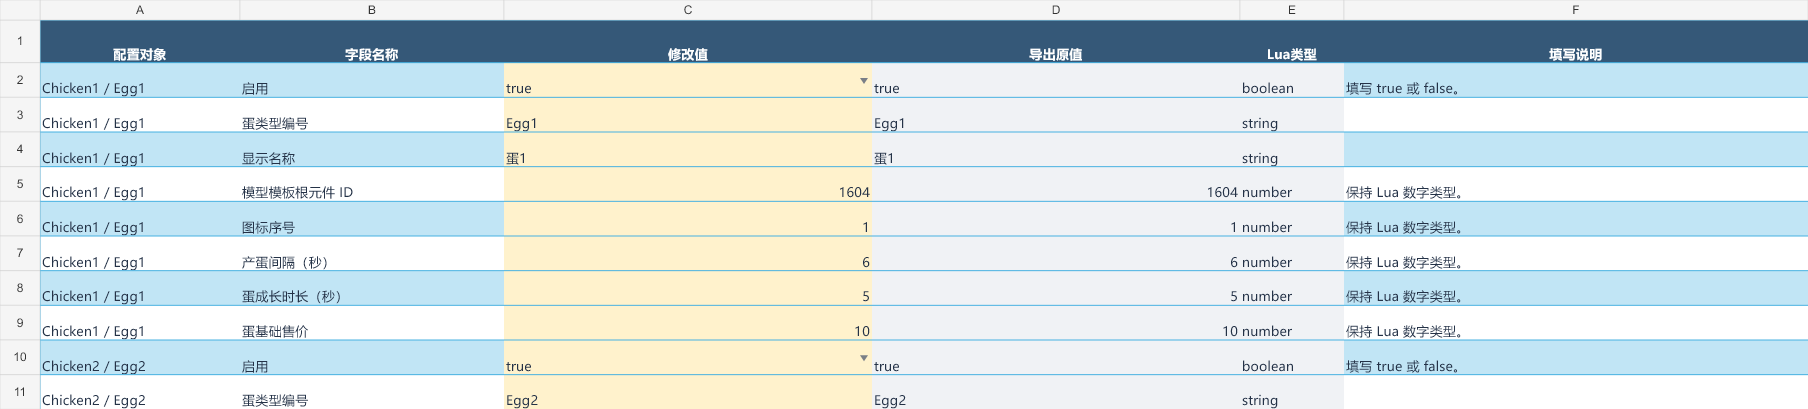 A B C D E F
1 配置对象 字段名称 修改值 导出原值 Lua类型 填写说明
2 Chicken1 / Egg1 启用 true true boolean 填写 true 或 false。
3 Chicken1 / Egg1 蛋类型编号 Egg1 Egg1 string
4 Chicken1 / Egg1 显示名称 蛋1 蛋1 string
5 Chicken1 / Egg1 模型模板根元件 ID 1604 1604 number 保持 Lua 数字类型。
6 Chicken1 / Egg1 图标序号 1 1 number 保持 Lua 数字类型。
7 Chicken1 / Egg1 产蛋间隔（秒） 6 6 number 保持 Lua 数字类型。
8 Chicken1 / Egg1 蛋成长时长（秒） 5 5 number 保持 Lua 数字类型。
9 Chicken1 / Egg1 蛋基础售价 10 10 number 保持 Lua 数字类型。
10 Chicken2 / Egg2 启用 true true boolean 填写 true 或 false。
11 Chicken2 / Egg2 蛋类型编号 Egg2 Egg2 string